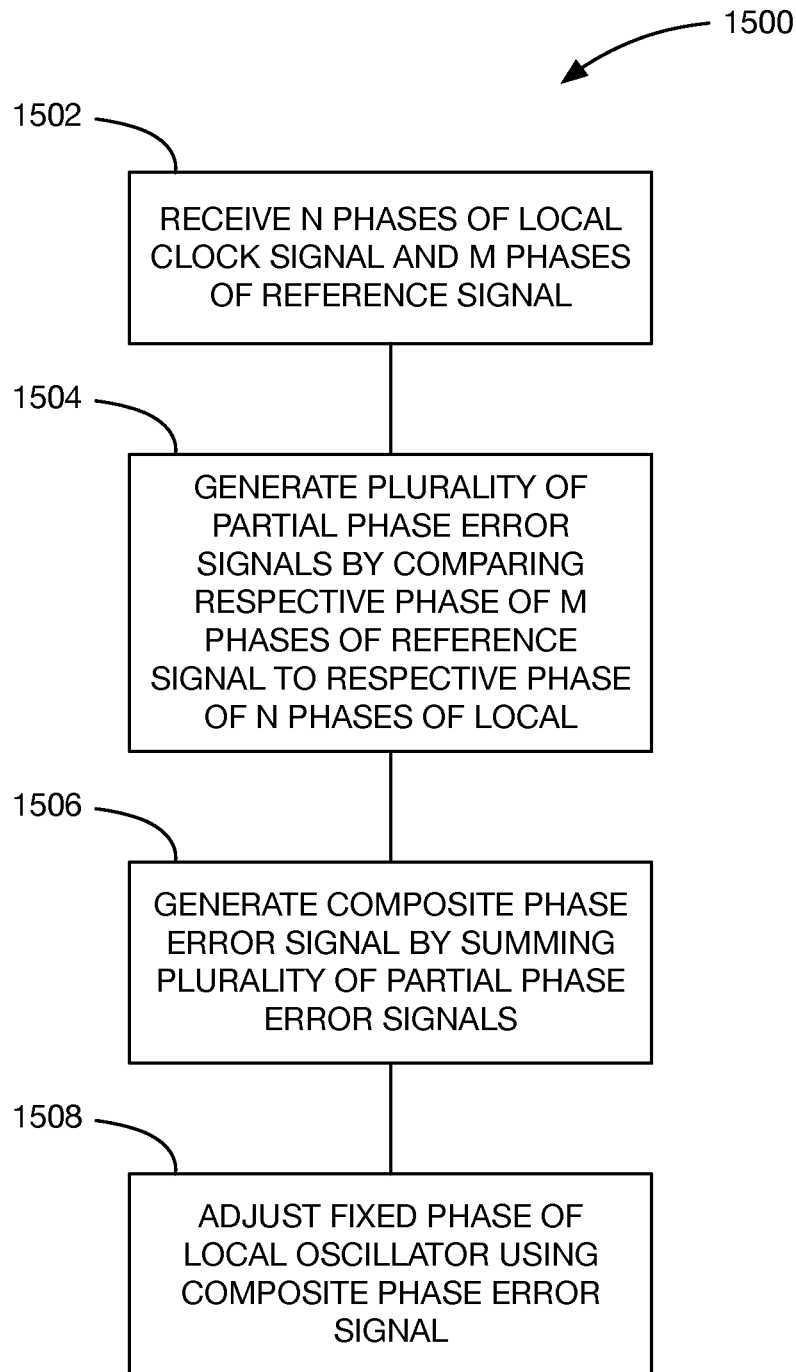 1500
1502
RECEIVE N PHASES OF LOCAL
CLOCK SIGNAL AND M PHASES
OF REFERENCE SIGNAL
1504
GENERATE PLURALITY OF
PARTIAL PHASE ERROR
SIGNALS BY COMPARING
RESPECTIVE PHASE OF M
PHASES OF REFERENCE
SIGNAL TO RESPECTIVE PHASE
OF N PHASES OF LOCAL
1506
GENERATE COMPOSITE PHASE
ERROR SIGNAL BY SUMMING
PLURALITY OF PARTIAL PHASE
ERROR SIGNALS
1508
ADJUST FIXED PHASE OF
LOCAL OSCILLATOR USING
COMPOSITE PHASE ERROR
SIGNAL